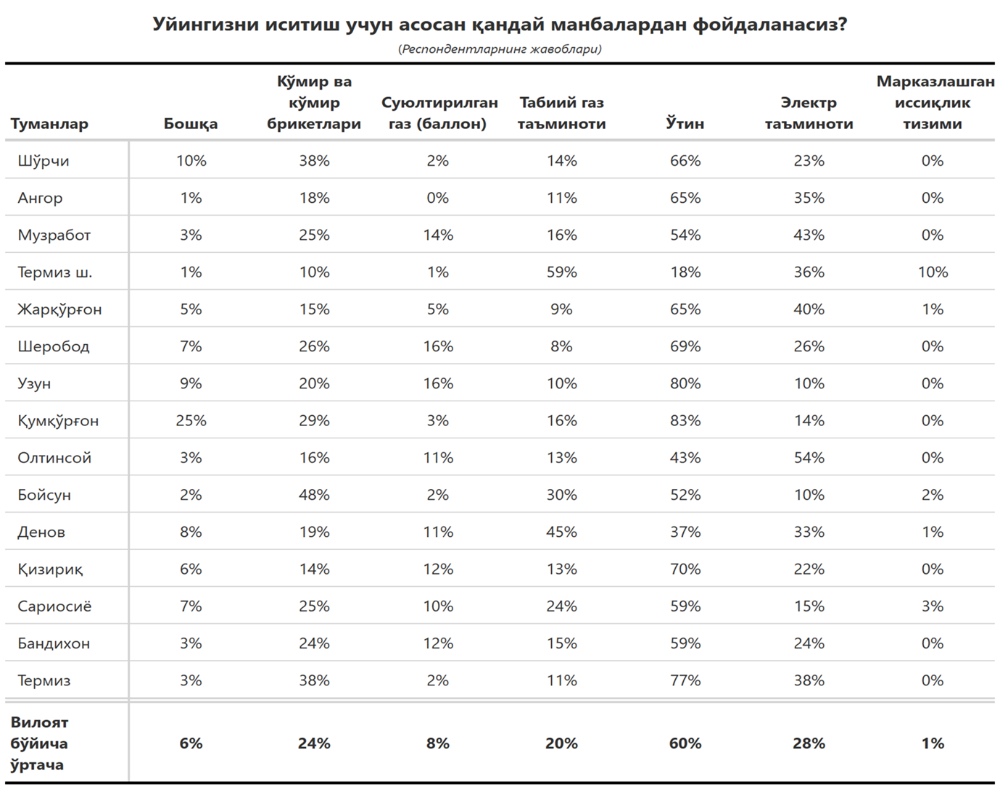 Уйингизни иситиш учун асосан қандай манбалардан фойдаланасиз?
(Респондентларнинг жавоблари)
Туманлар Бошқа Кўмир ва кўмир брикетлари Суюлтирилган газ (баллон) Табиий газ таъминоти Ўтин Электр таъминоти Марказлашган иссиқлик тизими
Шўрчи 10% 38% 2% 14% 66% 23% 0%
Ангор 1% 18% 0% 11% 65% 35% 0%
Музработ 3% 25% 14% 16% 54% 43% 0%
Термиз ш. 1% 10% 1% 59% 18% 36% 10%
Жарқўрғон 5% 15% 5% 9% 65% 40% 1%
Шеробод 7% 26% 16% 8% 69% 26% 0%
Узун 9% 20% 16% 10% 80% 10% 0%
Қумқўрғон 25% 29% 3% 16% 83% 14% 0%
Олтинсой 3% 16% 11% 13% 43% 54% 0%
Бойсун 2% 48% 2% 30% 52% 10% 2%
Денов 8% 19% 11% 45% 37% 33% 1%
Қизириқ 6% 14% 12% 13% 70% 22% 0%
Сариосиё 7% 25% 10% 24% 59% 15% 3%
Бандихон 3% 24% 12% 15% 59% 24% 0%
Термиз 3% 38% 2% 11% 77% 38% 0%
Вилоят бўйича ўртача 6% 24% 8% 20% 60% 28% 1%